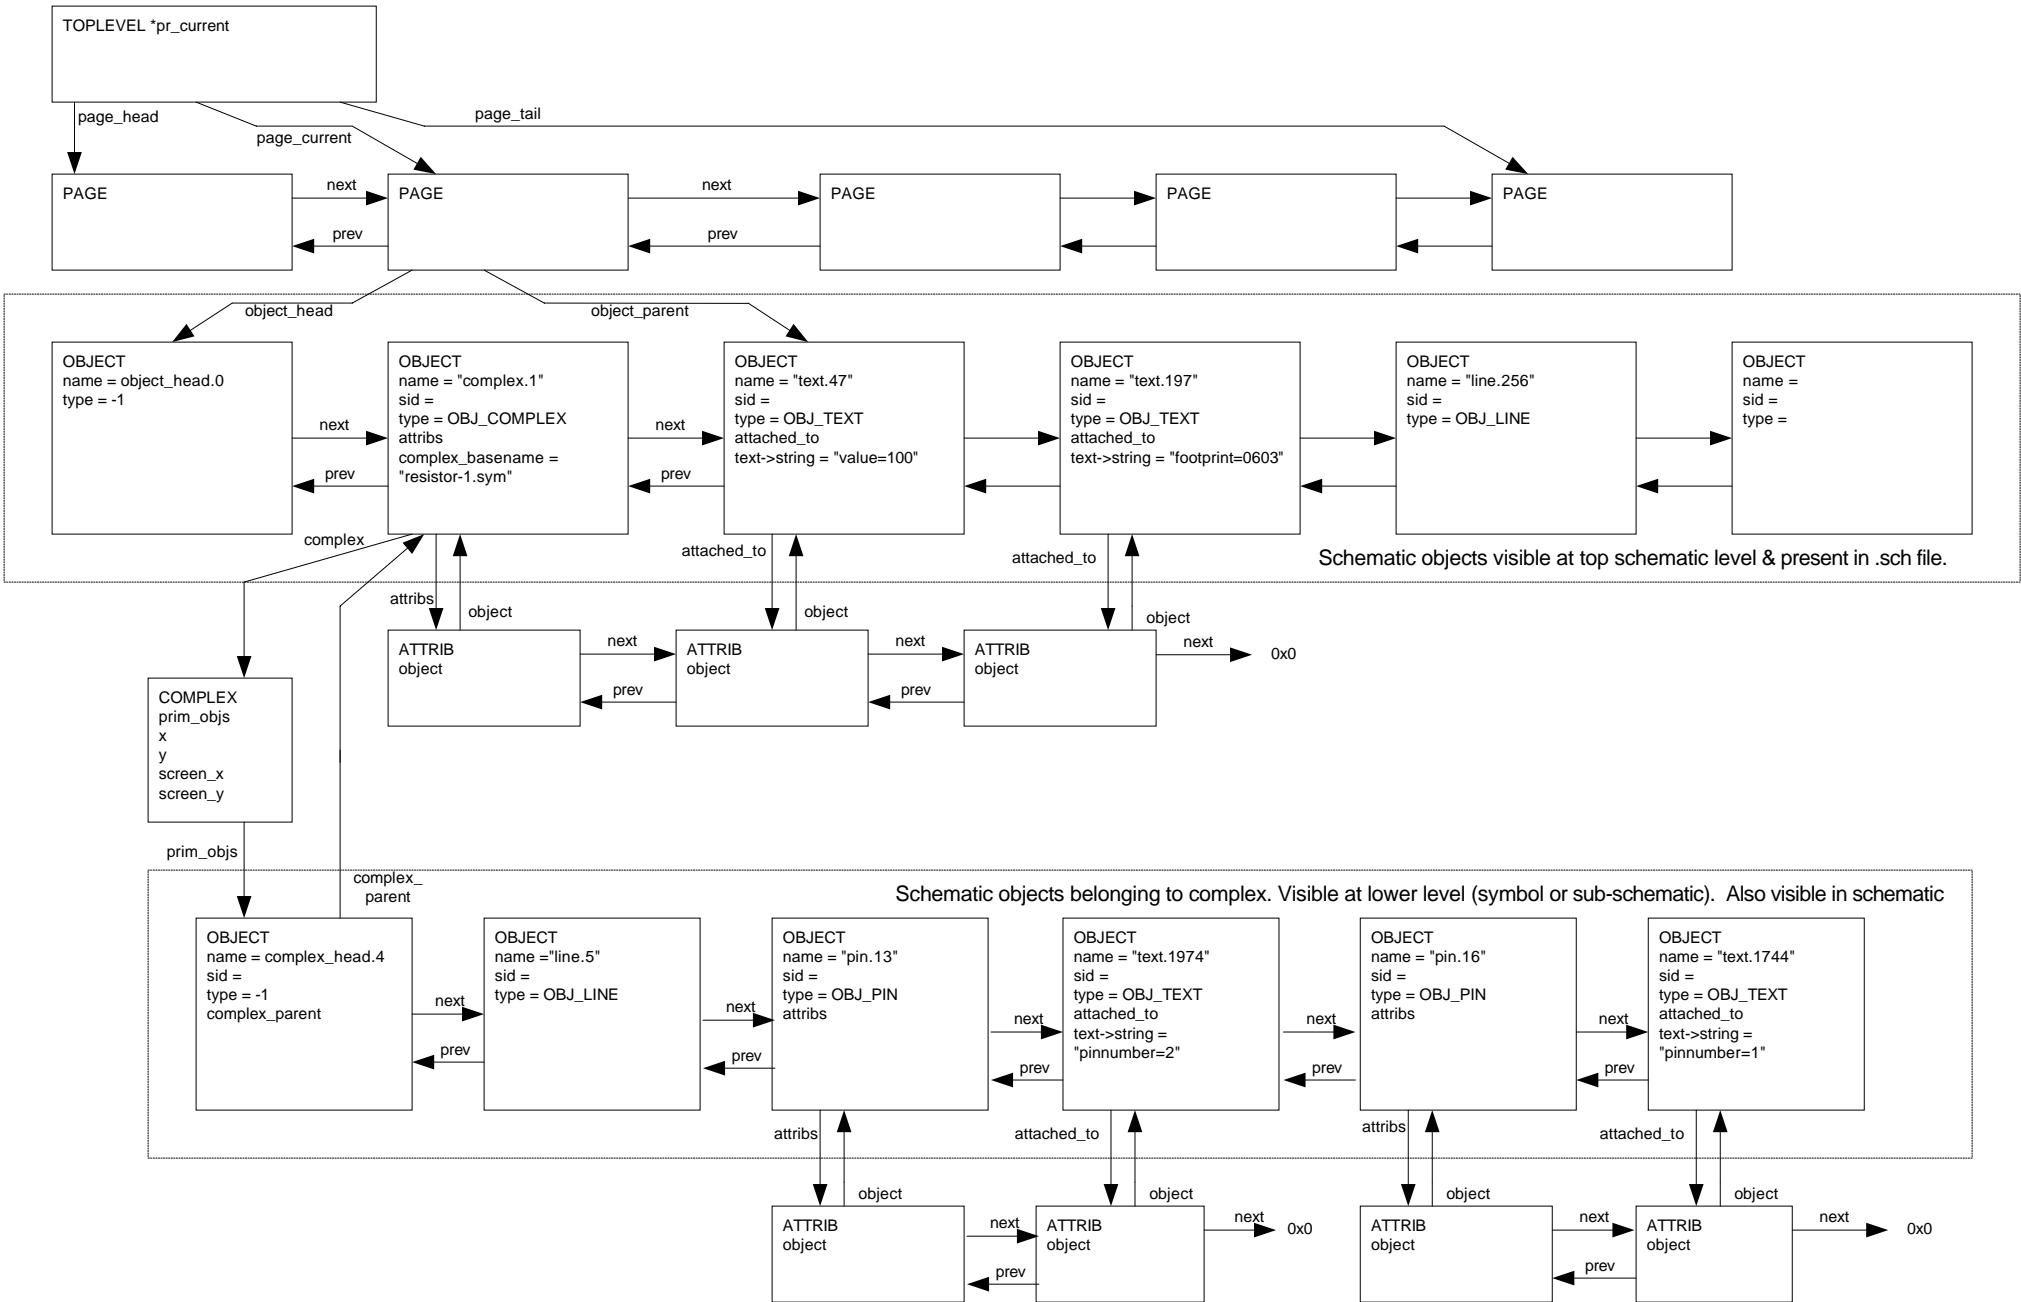 TOPLEVEL *pr_current
page_head
page_current
page_tail
PAGE
next
prev
PAGE
next
prev
PAGE
PAGE
PAGE
object_head
object_parent
OBJECT
name = object_head.0
type = -1
next
prev
OBJECT
name = "complex.1"
sid =
type = OBJ_COMPLEX
attribs
complex_basename =
"resistor-1.sym"
next
prev
OBJECT
name = "text.47"
sid =
type = OBJ_TEXT
attached_to
text->string = "value=100"
OBJECT
name = "text.197"
sid =
type = OBJ_TEXT
attached_to
text->string = "footprint=0603"
OBJECT
name = "line.256"
sid =
type = OBJ_LINE
OBJECT
name =
sid =
type =
complex
attached_to
attached_to
Schematic objects visible at top schematic level & present in .sch file.
attribs
object
object
object
ATTRIB
object
next
prev
ATTRIB
object
next
prev
ATTRIB
object
next
0x0
COMPLEX
prim_objs
x
y
screen_x
screen_y
prim_objs
complex_
parent
Schematic objects belonging to complex. Visible at lower level (symbol or sub-schematic).  Also visible in schematic
OBJECT
name = complex_head.4
sid =
type = -1
complex_parent
next
prev
OBJECT
name ="line.5"
sid =
type = OBJ_LINE
next
prev
OBJECT
name = "pin.13"
sid =
type = OBJ_PIN
attribs
next
prev
OBJECT
name = "text.1974"
sid =
type = OBJ_TEXT
attached_to
text->string =
"pinnumber=2"
next
prev
OBJECT
name = "pin.16"
sid =
type = OBJ_PIN
attribs
next
prev
OBJECT
name = "text.1744"
sid =
type = OBJ_TEXT
attached_to
text->string =
"pinnumber=1"
attribs
attached_to
attribs
attached_to
object
object
object
object
ATTRIB
object
next
prev
ATTRIB
object
next
0x0
ATTRIB
object
next
prev
ATTRIB
object
next
0x0